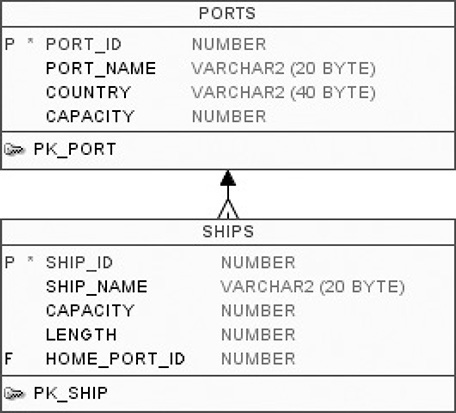 PORTS
P * PORT_ID NUMBER
PORT_NAME VARCHAR2 (20 BYTE)
COUNTRY VARCHAR2 (40 BYTE)
CAPACITY NUMBER
PK_PORT
SHIPS
P * SHIP_ID NUMBER
SHIP_NAME VARCHAR2 (20 BYTE)
CAPACITY NUMBER
LENGTH NUMBER
F HOME_PORT_ID NUMBER
PK_SHIP